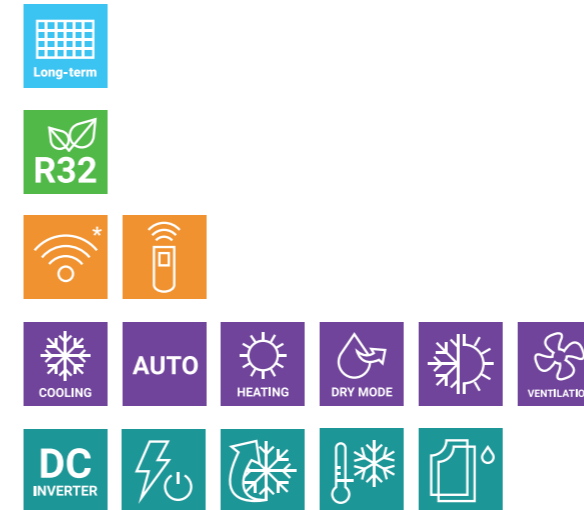 Long-term
R32
*
COOLING
AUTO
HEATING
DRY MODE
VENTILATIO
DC
INVERTER